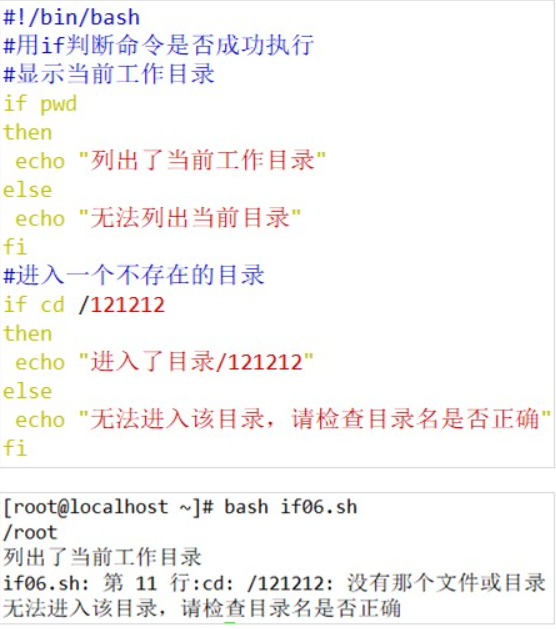 #!/bin/bash
#用if判断命令是否成功执行
#显示当前工作目录
if pwd
then
 echo "列出了当前工作目录"
else
 echo "无法列出当前目录"
fi
#进入一个不存在的目录
if cd /121212
then
 echo "进入了目录/121212"
else
 echo "无法进入该目录，请检查目录名是否正确"
fi
[root@localhost ~]# bash if06.sh
/root
列出了当前工作目录
if06.sh: 第 11 行:cd: /121212: 没有那个文件或目录
无法进入该目录，请检查目录名是否正确